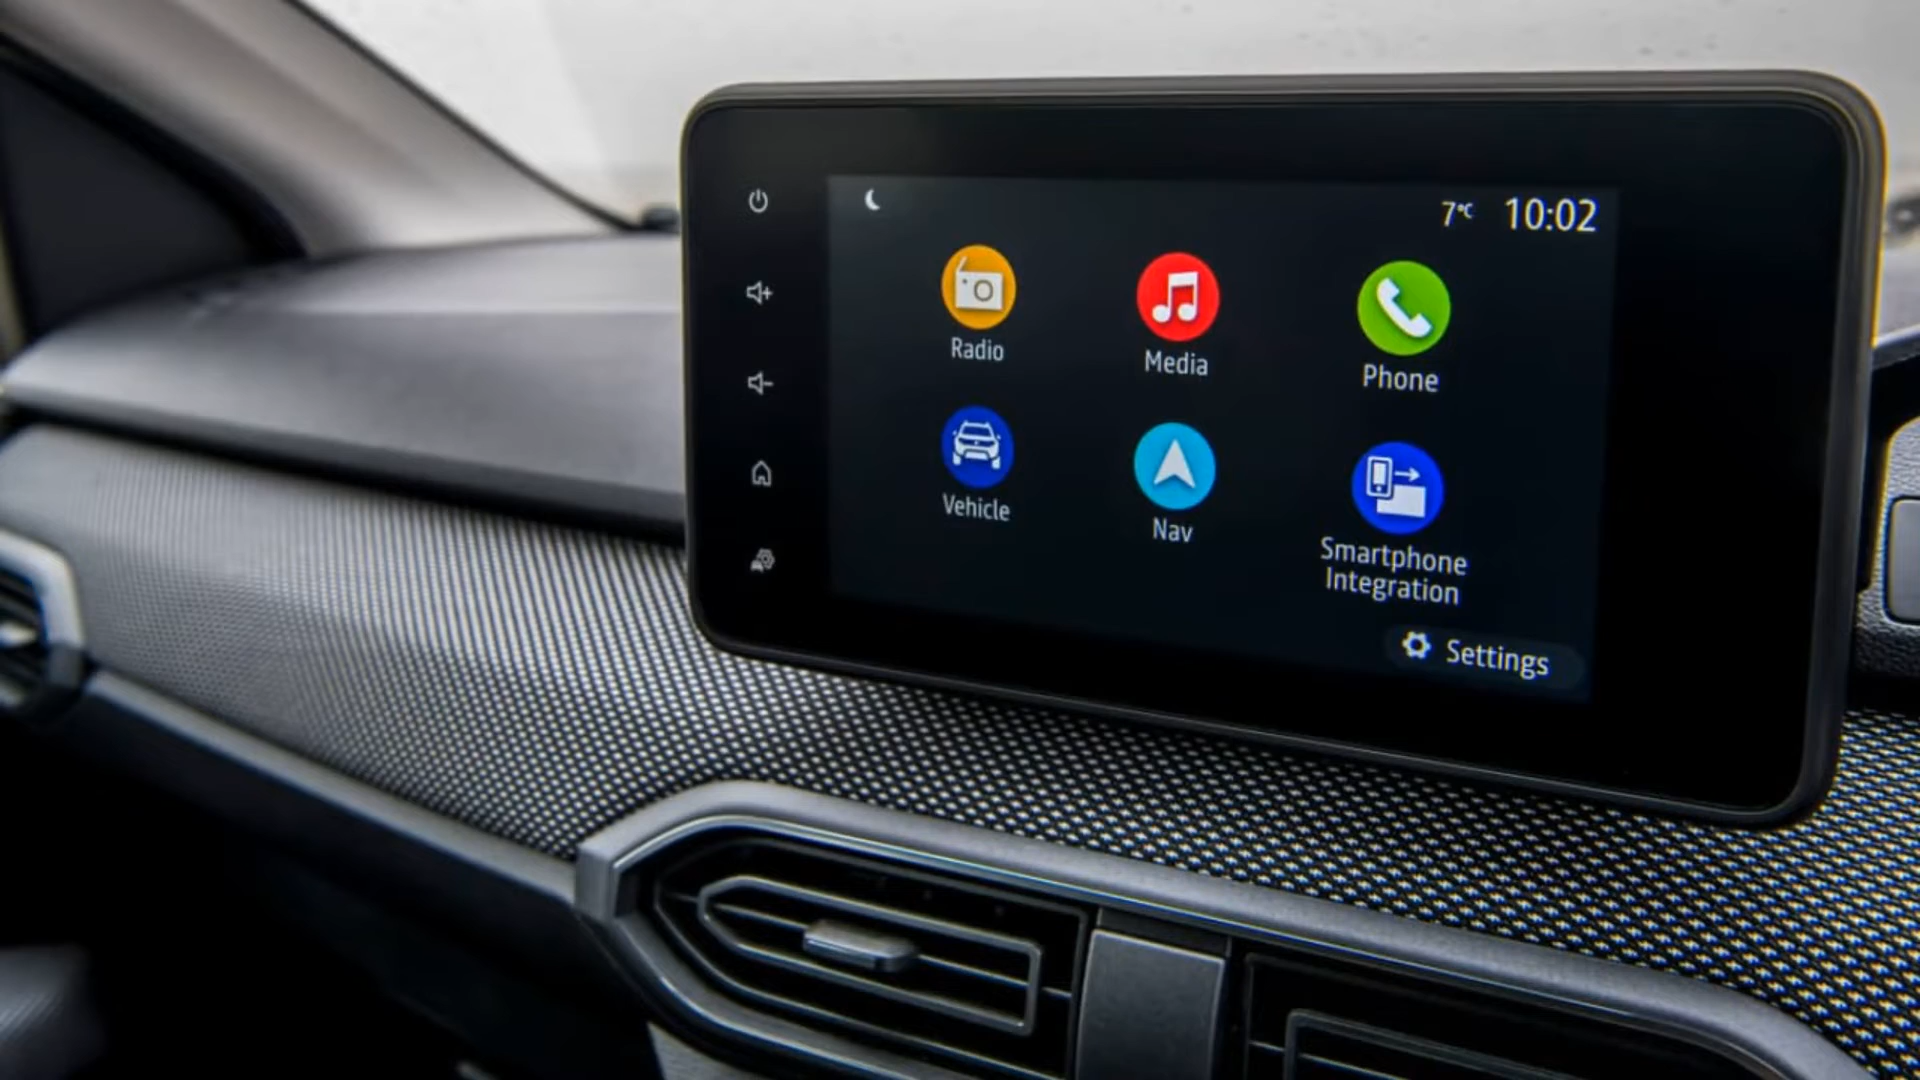 7°C 10:02
Radio
Media
Phone
Vehicle
Nav
Smartphone
Integration
Settings